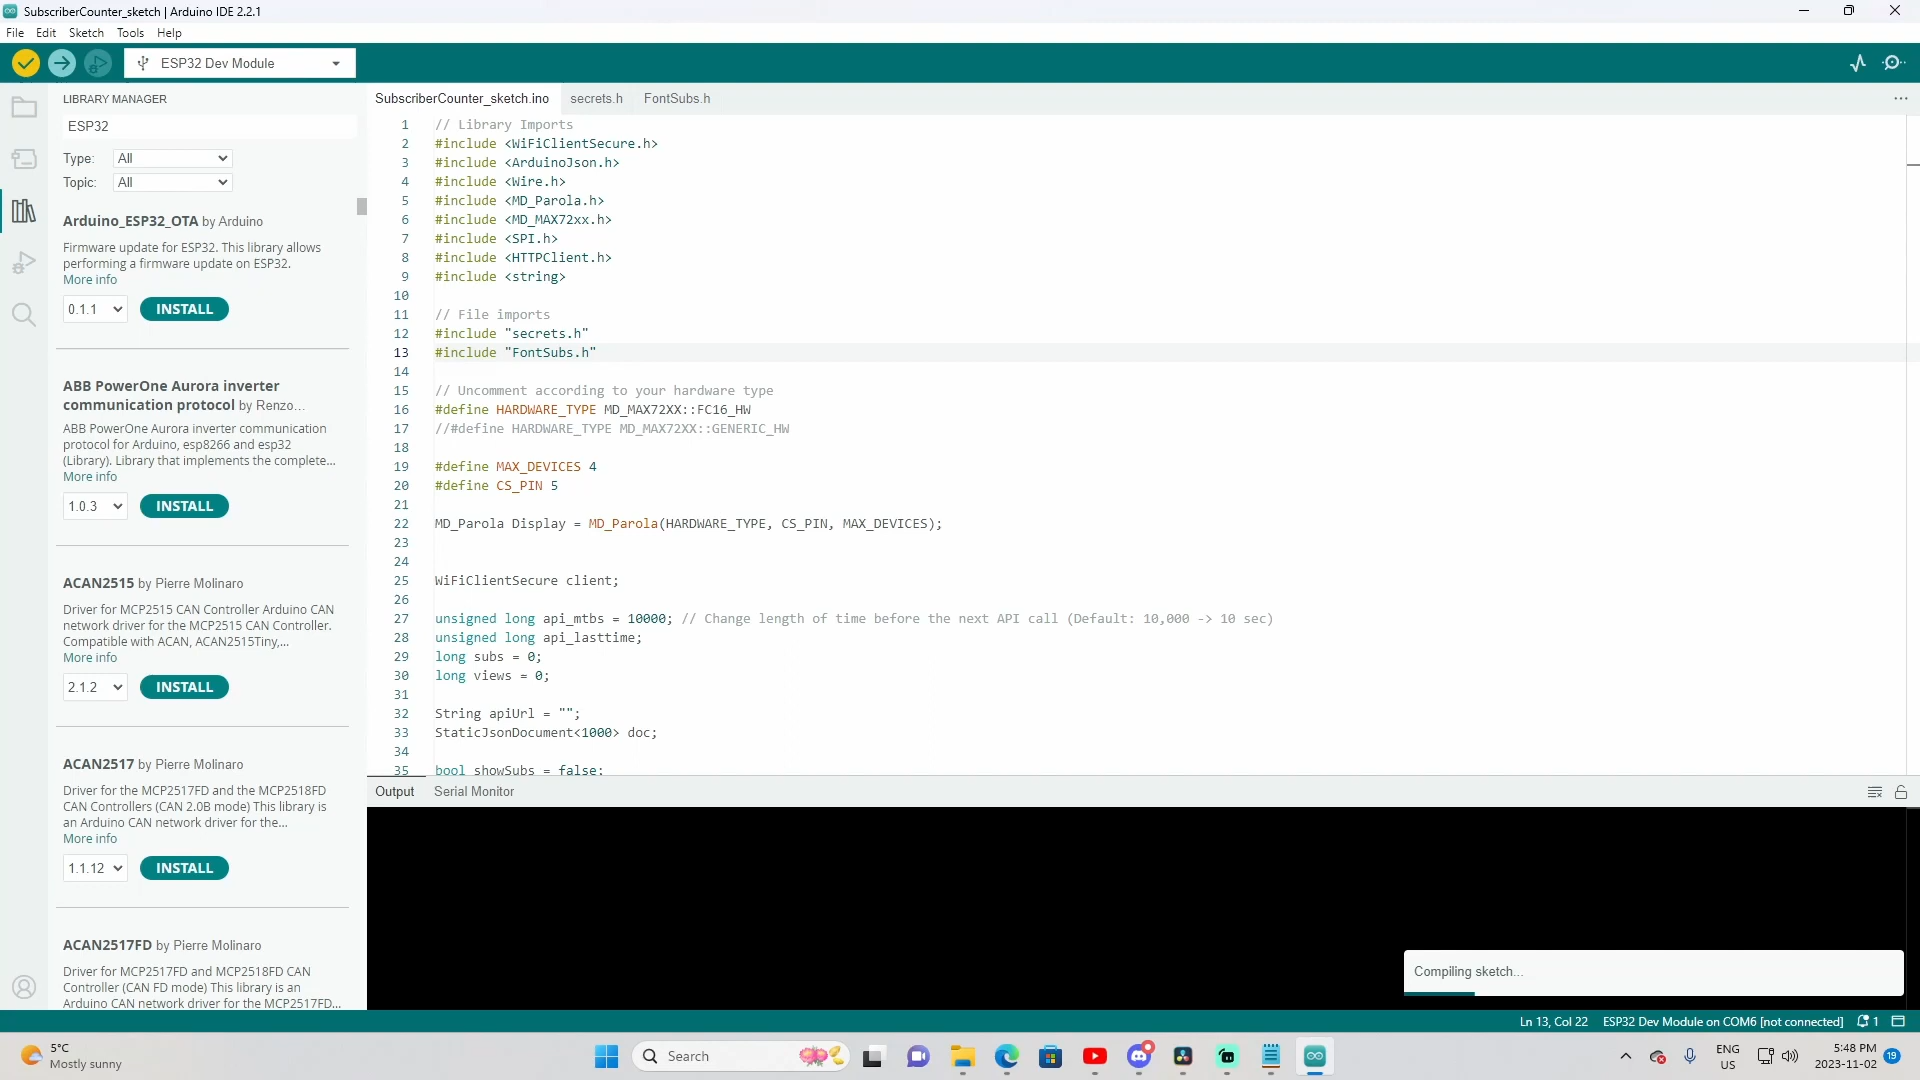 SubscriberCounter_sketch | Arduino IDE 2.2.1
File Edit Sketch Tools Help
ESP32 Dev Module
LIBRARY MANAGER
ESP32
Type: All
Topic: All
Arduino_ESP32_OTA by Arduino
Firmware update for ESP32. This library allows
performing a firmware update on ESP32.
More info
0.1.1 INSTALL
ABB PowerOne Aurora inverter
communication protocol by Renzo...
ABB PowerOne Aurora inverter communication
protocol for Arduino, esp8266 and esp32
(Library). Library that implements the complete...
More info
1.0.3 INSTALL
ACAN2515 by Pierre Molinaro
Driver for MCP2515 CAN Controller Arduino CAN
network driver for the MCP2515 CAN Controller.
Compatible with ACAN, ACAN2515Tiny,...
More info
2.1.2 INSTALL
ACAN2517 by Pierre Molinaro
Driver for the MCP2517FD and the MCP2518FD
CAN Controllers (CAN 2.0B mode) This library is
an Arduino CAN network driver for the...
More info
1.1.12 INSTALL
ACAN2517FD by Pierre Molinaro
Driver for MCP2517FD and MCP2518FD CAN
Controller (CAN FD mode) This library is an
Arduino CAN network driver for the MCP2517FD...
SubscriberCounter_sketch.ino secrets.h FontSubs.h
1 // Library Imports
2 #include <WiFiClientSecure.h>
3 #include <ArduinoJson.h>
4 #include <Wire.h>
5 #include <MD_Parola.h>
6 #include <MD_MAX72xx.h>
7 #include <SPI.h>
8 #include <HTTPClient.h>
9 #include <string>
10
11 // File imports
12 #include "secrets.h"
13 #include "FontSubs.h"
14
15 // Uncomment according to your hardware type
16 #define HARDWARE_TYPE MD_MAX72XX::FC16_HW
17 //#define HARDWARE_TYPE MD_MAX72XX::GENERIC_HW
18
19 #define MAX_DEVICES 4
20 #define CS_PIN 5
21
22 MD_Parola Display = MD_Parola(HARDWARE_TYPE, CS_PIN, MAX_DEVICES);
23
24
25 WiFiClientSecure client;
26
27 unsigned long api_mtbs = 10000; // Change length of time before the next API call (Default: 10,000 -> 10 sec)
28 unsigned long api_lasttime;
29 long subs = 0;
30 long views = 0;
31
32 String apiUrl = "";
33 StaticJsonDocument<1000> doc;
34
35 bool showSubs = false;
Output Serial Monitor
Compiling sketch...
Ln 13, Col 22 ESP32 Dev Module on COM6 [not connected] 1
5°C
Mostly sunny
Search
ENG
US
5:48 PM
2023-11-02
19